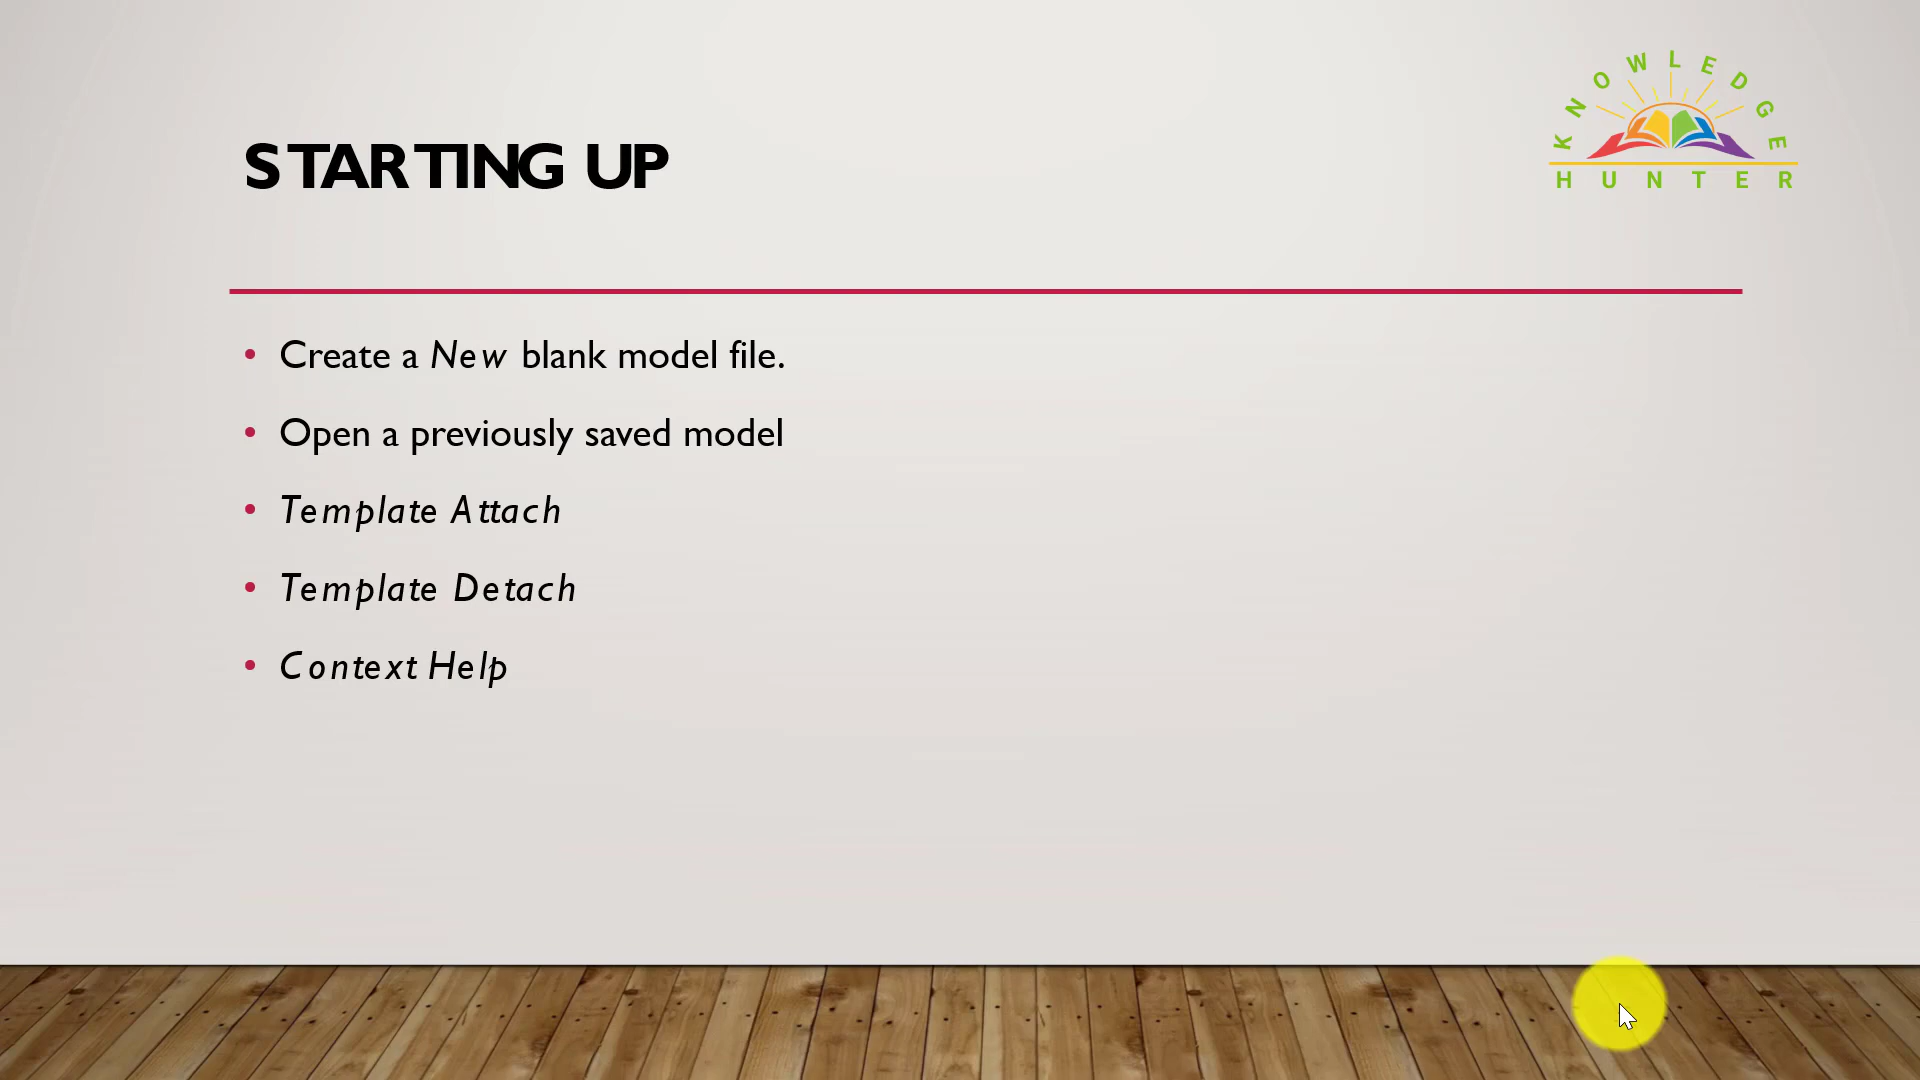 KNOWLEDGE
HUNTER
STARTING UP
• Create a New blank model file.
• Open a previously saved model
• Template Attach
• Template Detach
• Context Help